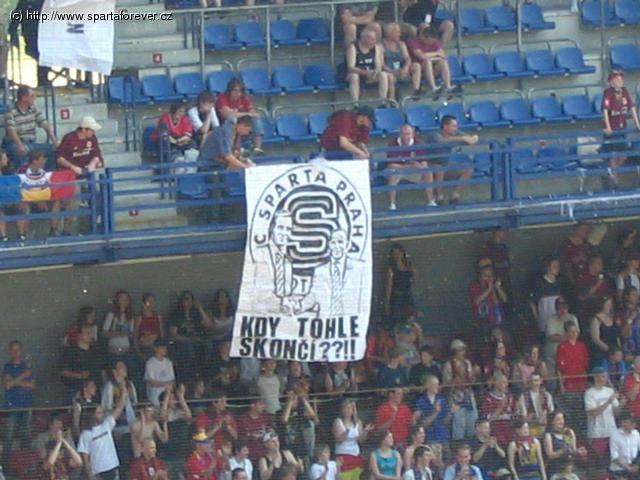 (c) http://www.spartaforever.cz
AC SPARTA PRAHA
S
KDY TOHLE
SKONČÍ??!!